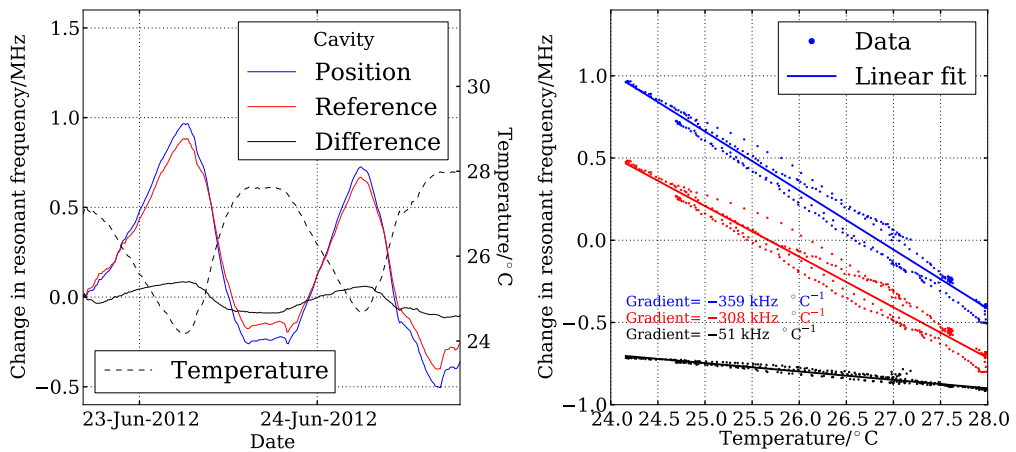 Change in resonant frequency/MHz
1.5
1.0
0.5
0.0
−0.5
Cavity
Position
Reference
Difference
Temperature
30
28
26
24
Temperature/°C
23-Jun-2012
24-Jun-2012
Date
Change in resonant frequency/MHz
1.0
0.5
0.0
−0.5
−1.0
Data
Linear fit
Gradient= −359 kHz °C⁻¹
Gradient= −308 kHz °C⁻¹
Gradient= −51 kHz °C⁻¹
24.0 24.5 25.0 25.5 26.0 26.5 27.0 27.5 28.0
Temperature/°C